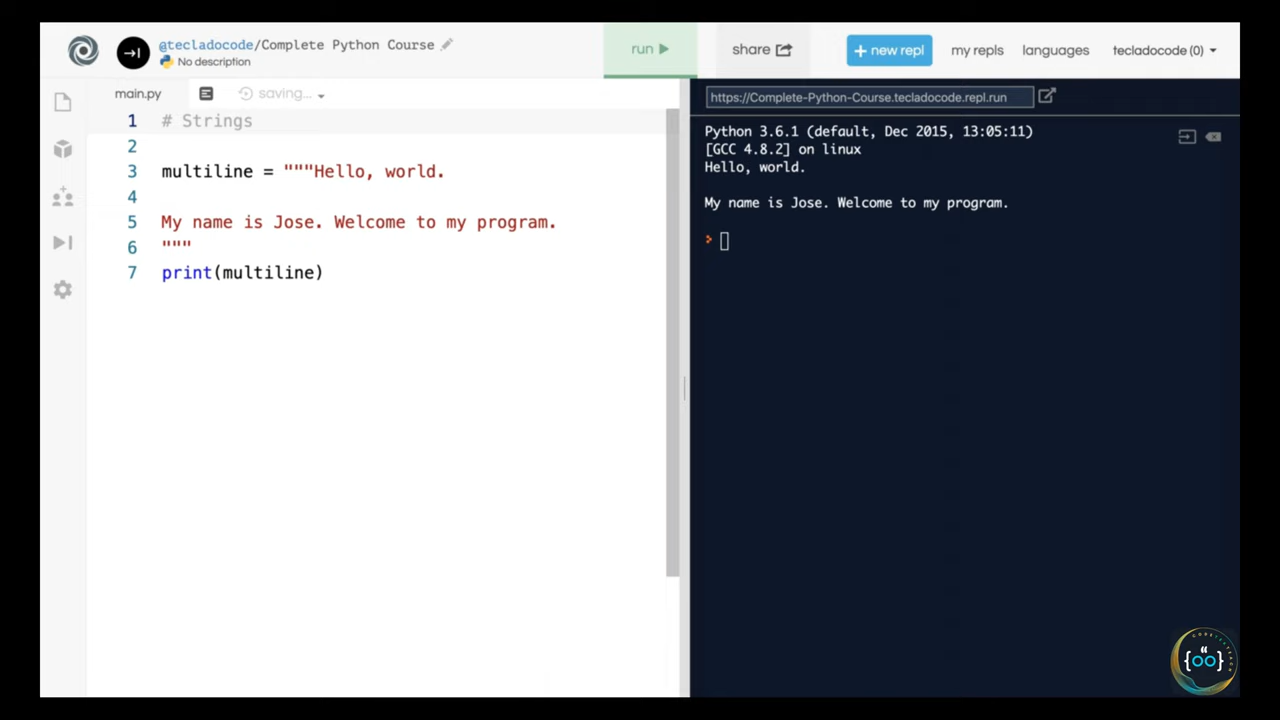 @tecladocode/Complete Python Course
No description
run
share
+ new repl
my repls
languages
tecladocode (0)
main.py
saving...
https://Complete-Python-Course.tecladocode.repl.run
1 # Strings
2
3 multiline = """Hello, world.
4
5 My name is Jose. Welcome to my program.
6 """
7 print(multiline)
Python 3.6.1 (default, Dec 2015, 13:05:11)
[GCC 4.8.2] on linux
Hello, world.
My name is Jose. Welcome to my program.